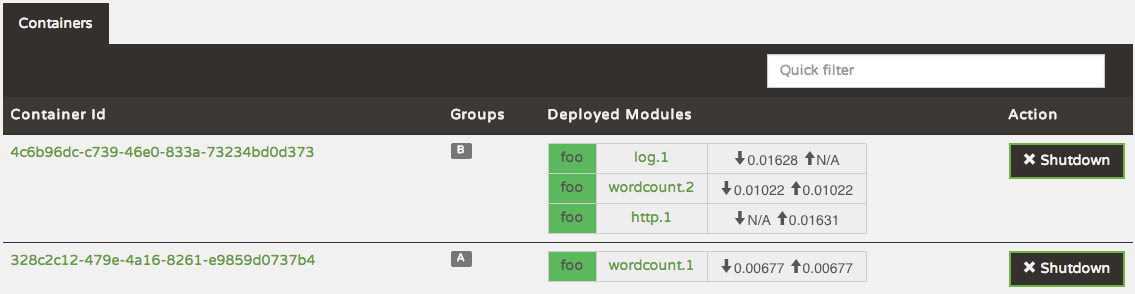 Containers
Quick filter
Container Id Groups Deployed Modules Action
4c6b96dc-c739-46e0-833a-73234bd0d373 B foo log.1 0.01628 N/A Shutdown
foo wordcount.2 0.01022 0.01022
foo http.1 N/A 0.01631
328c2c12-479e-4a16-8261-e9859d0737b4 A foo wordcount.1 0.00677 0.00677 Shutdown